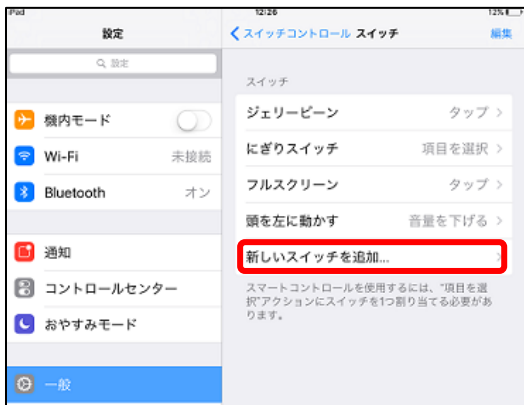 iPad 12:26 12%
設定
スイッチコントロール スイッチ 編集
設定
機内モード
Wi-Fi 未接続
Bluetooth オン
通知
コントロールセンター
おやすみモード
一般
スイッチ
ジェリービーン タップ
にぎりスイッチ 項目を選択
フルスクリーン タップ
頭を左に動かす 音量を下げる
新しいスイッチを追加...
スマートコントロールを使用するには、"項目を選
択"アクションにスイッチを1つ割り当てる必要があ
ります。